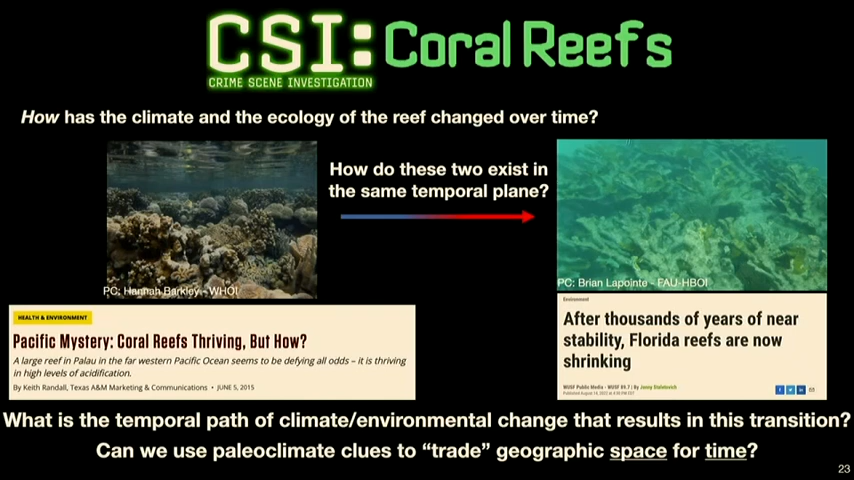 CSI: Coral Reefs
CRIME SCENE INVESTIGATION
How has the climate and the ecology of the reef changed over time?
How do these two exist in
the same temporal plane?
PC: Hannah Barkley - WHOI
PC: Brian Lapointe - FAU-HBOI
HEALTH & ENVIRONMENT
Pacific Mystery: Coral Reefs Thriving, But How?
A large reef in Palau in the far western Pacific Ocean seems to be defying all odds – it is thriving
in high levels of acidification.
By Keith Randall, Texas A&M Marketing & Communications • JUNE 5, 2015
Environment
After thousands of years of near
stability, Florida reefs are now
shrinking
WUSF Public Media - WUSF 89.7 | By
What is the temporal path of climate/environmental change that results in this transition?
Can we use paleoclimate clues to “trade” geographic space for time?
23